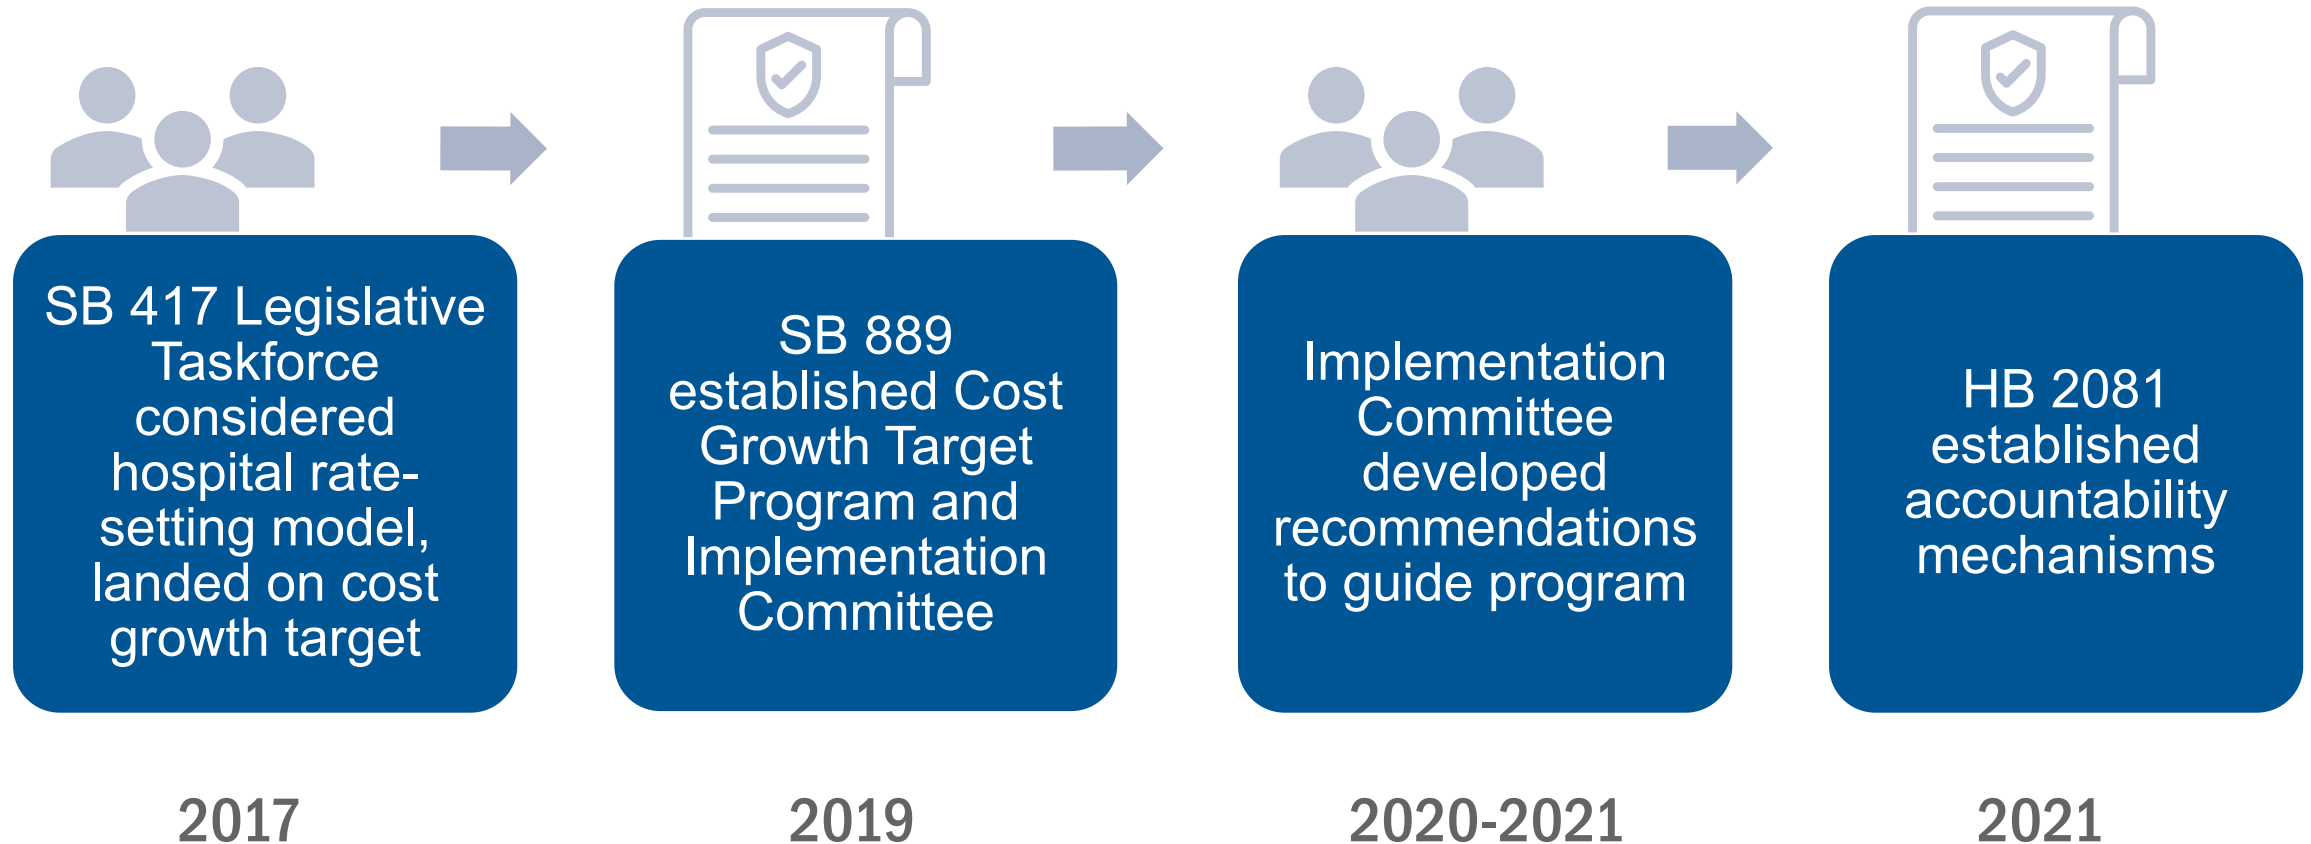 SB 417 Legislative
Taskforce
considered
hospital rate-
setting model,
landed on cost
growth target
SB 889
established Cost
Growth Target
Program and
Implementation
Committee
Implementation
Committee
developed
recommendations
to guide program
HB 2081
established
accountability
mechanisms
2017
2019
2020-2021
2021